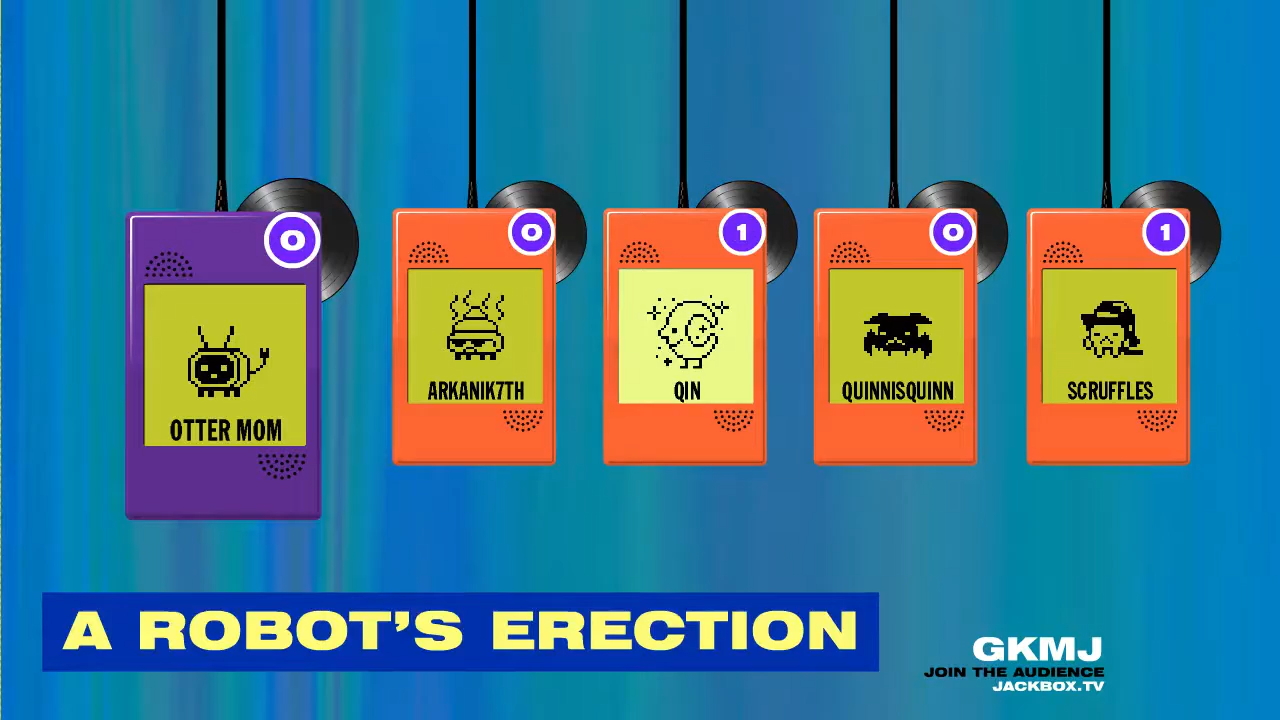 0
0
1
0
1
OTTER MOM
ARKANIK7TH
QIN
QUINNISQUINN
SCRUFFLES
A ROBOT'S ERECTION
GKMJ
JOIN THE AUDIENCE
JACKBOX.TV